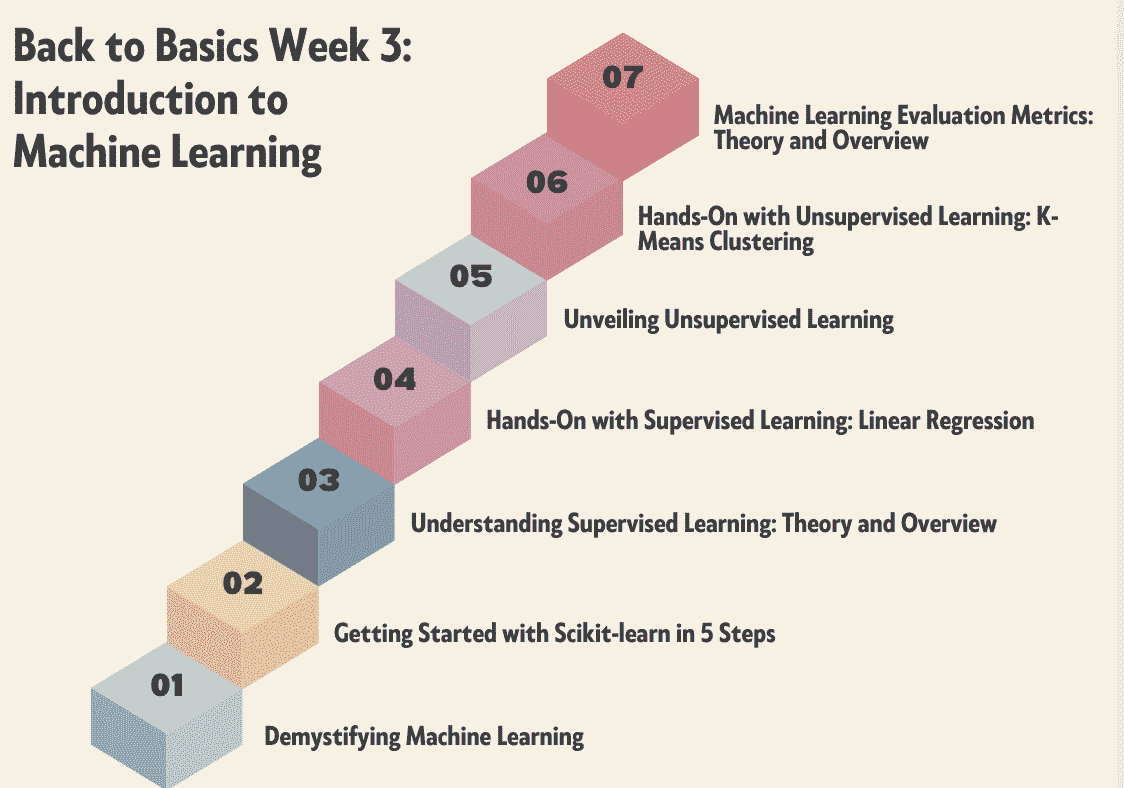 Back to Basics Week 3:
Introduction to
Machine Learning
07
Machine Learning Evaluation Metrics:
Theory and Overview
06
Hands-On with Unsupervised Learning: K-
Means Clustering
05
Unveiling Unsupervised Learning
04
Hands-On with Supervised Learning: Linear Regression
03
Understanding Supervised Learning: Theory and Overview
02
Getting Started with Scikit-learn in 5 Steps
01
Demystifying Machine Learning